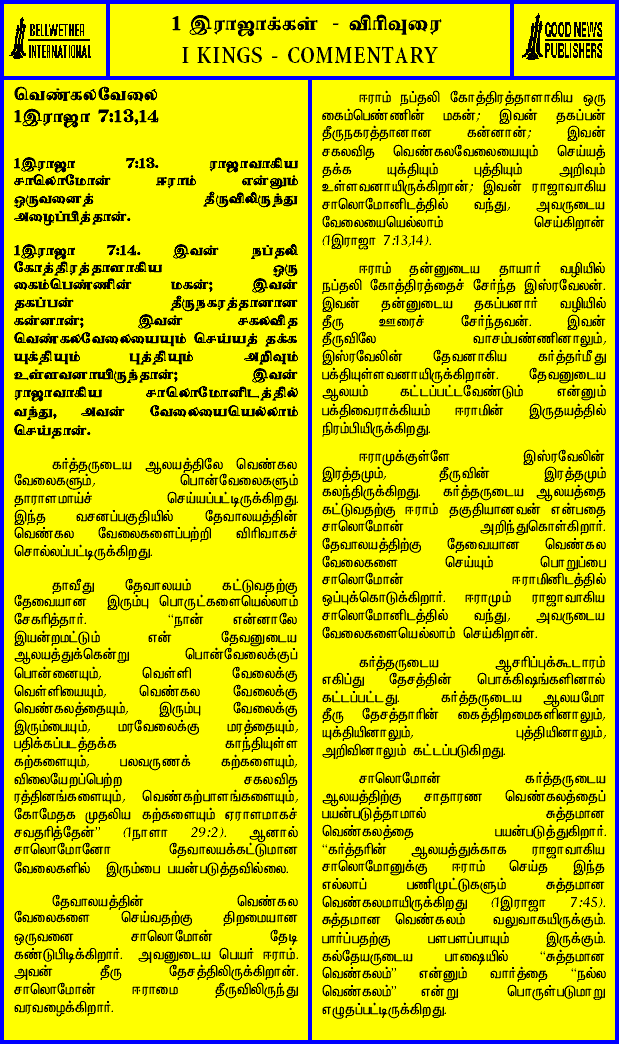 BELLWETHER
INTERNATIONAL
1 இராஜாக்கள் - விரிவுரை
I KINGS - COMMENTARY
GOOD NEWS
PUBLISHERS
வெண்கலவேலை
1இராஜா 7:13,14
1இராஜா 7:13. ராஜாவாகிய
சாலொமோன் ஈராம் என்னும்
ஒருவனைத் தீருவிலிருந்து
அழைப்பித்தான்.
1இராஜா 7:14. இவன் நப்தலி
கோத்திரத்தாளாகிய ஒரு
கைம்பெண்ணின் மகன்; இவன்
தகப்பன் தீருநகரத்தானான
கன்னான்; இவன் சகலவித
வெண்கலவேலையையும் செய்யத் தக்க
யுக்தியும் புத்தியும் அறிவும்
உள்ளவனாயிருந்தான்; இவன்
ராஜாவாகிய சாலொமோனிடத்தில்
வந்து, அவன் வேலையையெல்லாம்
செய்தான்.
கர்த்தருடைய ஆலயத்திலே வெண்கல
வேலைகளும், பொன்வேலைகளும்
தாராளமாய்ச் செய்யப்பட்டிருக்கிறது.
இந்த வசனப்பகுதியில் தேவாலயத்தின்
வெண்கல வேலைகளைப்பற்றி விரிவாகச்
சொல்லப்பட்டிருக்கிறது.
தாவீது தேவாலயம் கட்டுவதற்கு
தேவையான இரும்பு பொருட்களையெல்லாம்
சேகரித்தார். “நான் என்னாலே
இயன்றமட்டும் என் தேவனுடைய
ஆலயத்துக்கென்று பொன்வேலைக்குப்
பொன்னையும், வெள்ளி வேலைக்கு
வெள்ளியையும், வெண்கல வேலைக்கு
வெண்கலத்தையும், இரும்பு வேலைக்கு
இரும்பையும், மரவேலைக்கு மரத்தையும்,
பதிக்கப்படத்தக்க காந்தியுள்ள
கற்களையும், பலவருணக் கற்களையும்,
விலையேறப்பெற்ற சகலவித
ரத்தினங்களையும், வெண்கற்பாளங்களையும்,
கோமேதக முதலிய கற்களையும் ஏராளமாகச்
சவதரித்தேன்” (1நாளா 29:2). ஆனால்
சாலொமோனோ தேவாலயக்கட்டுமான
வேலைகளில் இரும்பை பயன்படுத்தவில்லை.
தேவாலயத்தின் வெண்கல
வேலைகளை செய்வதற்கு திறமையான
ஒருவனை சாலொமோன் தேடி
கண்டுபிடிக்கிறார். அவனுடைய பெயர் ஈராம்.
அவன் தீரு தேசத்திலிருக்கிறான்.
சாலொமோன் ஈராமை தீருவிலிருந்து
வரவழைக்கிறார்.
ஈராம் நப்தலி கோத்திரத்தாளாகிய ஒரு
கைம்பெண்ணின் மகன்; இவன் தகப்பன்
தீருநகரத்தானான கன்னான்; இவன்
சகலவித வெண்கலவேலையையும் செய்யத்
தக்க யுக்தியும் புத்தியும் அறிவும்
உள்ளவனாயிருக்கிறான்; இவன் ராஜாவாகிய
சாலொமோனிடத்தில் வந்து, அவருடைய
வேலையையெல்லாம் செய்கிறான்
(1இராஜா 7:13,14).
ஈராம் தன்னுடைய தாயார் வழியில்
நப்தலி கோத்திரத்தைச் சேர்ந்த இஸ்ரவேலன்.
இவன் தன்னுடைய தகப்பனார் வழியில்
தீரு ஊரைச் சேர்ந்தவன். இவன்
தீருவிலே வாசம்பண்ணினாலும்,
இஸ்ரவேலின் தேவனாகிய கர்த்தர்மீது
பக்தியுள்ளவனாயிருக்கிறான். தேவனுடைய
ஆலயம் கட்டப்பட்டவேண்டும் என்னும்
பக்திவைராக்கியம் ஈராமின் இருதயத்தில்
நிரம்பியிருக்கிறது.
ஈராமுக்குள்ளே இஸ்ரவேலின்
இரத்தமும், தீருவின் இரத்தமும்
கலந்திருக்கிறது. கர்த்தருடைய ஆலயத்தை
கட்டுவதற்கு ஈராம் தகுதியானவன் என்பதை
சாலொமோன் அறிந்துகொள்கிறார்.
தேவாலயத்திற்கு தேவையான வெண்கல
வேலைகளை செய்யும் பொறுப்பை
சாலொமோன் ஈராமினிடத்தில்
ஒப்புக்கொடுக்கிறார். ஈராமும் ராஜாவாகிய
சாலொமோனிடத்தில் வந்து, அவருடைய
வேலைகளையெல்லாம் செய்கிறான்.
கர்த்தருடைய ஆசரிப்புக்கூடாரம்
எகிப்து தேசத்தின் பொக்கிஷங்களினால்
கட்டப்பட்டது. கர்த்தருடைய ஆலயமோ
தீரு தேசத்தாரின் கைத்திறமைகளினாலும்,
யுக்தியினாலும், புத்தியினாலும்,
அறிவினாலும் கட்டப்படுகிறது.
சாலொமோன் கர்த்தருடைய
ஆலயத்திற்கு சாதாரண வெண்கலத்தைப்
பயன்படுத்தாமல் சுத்தமான
வெண்கலத்தை பயன்படுத்துகிறார்.
“கர்த்தரின் ஆலயத்துக்காக ராஜாவாகிய
சாலொமோனுக்கு ஈராம் செய்த இந்த
எல்லாப் பணிமுட்டுகளும் சுத்தமான
வெண்கலமாயிருக்கிறது (1இராஜா 7:45).
சுத்தமான வெண்கலம் வலுவாகயிருக்கும்.
பார்ப்பதற்கு பளபளப்பாயும் இருக்கும்.
கல்தேயருடைய பாஷையில் “சுத்தமான
வெண்கலம்” என்னும் வார்த்தை “நல்ல
வெண்கலம்” என்று பொருள்படுமாறு
எழுதப்பட்டிருக்கிறது.